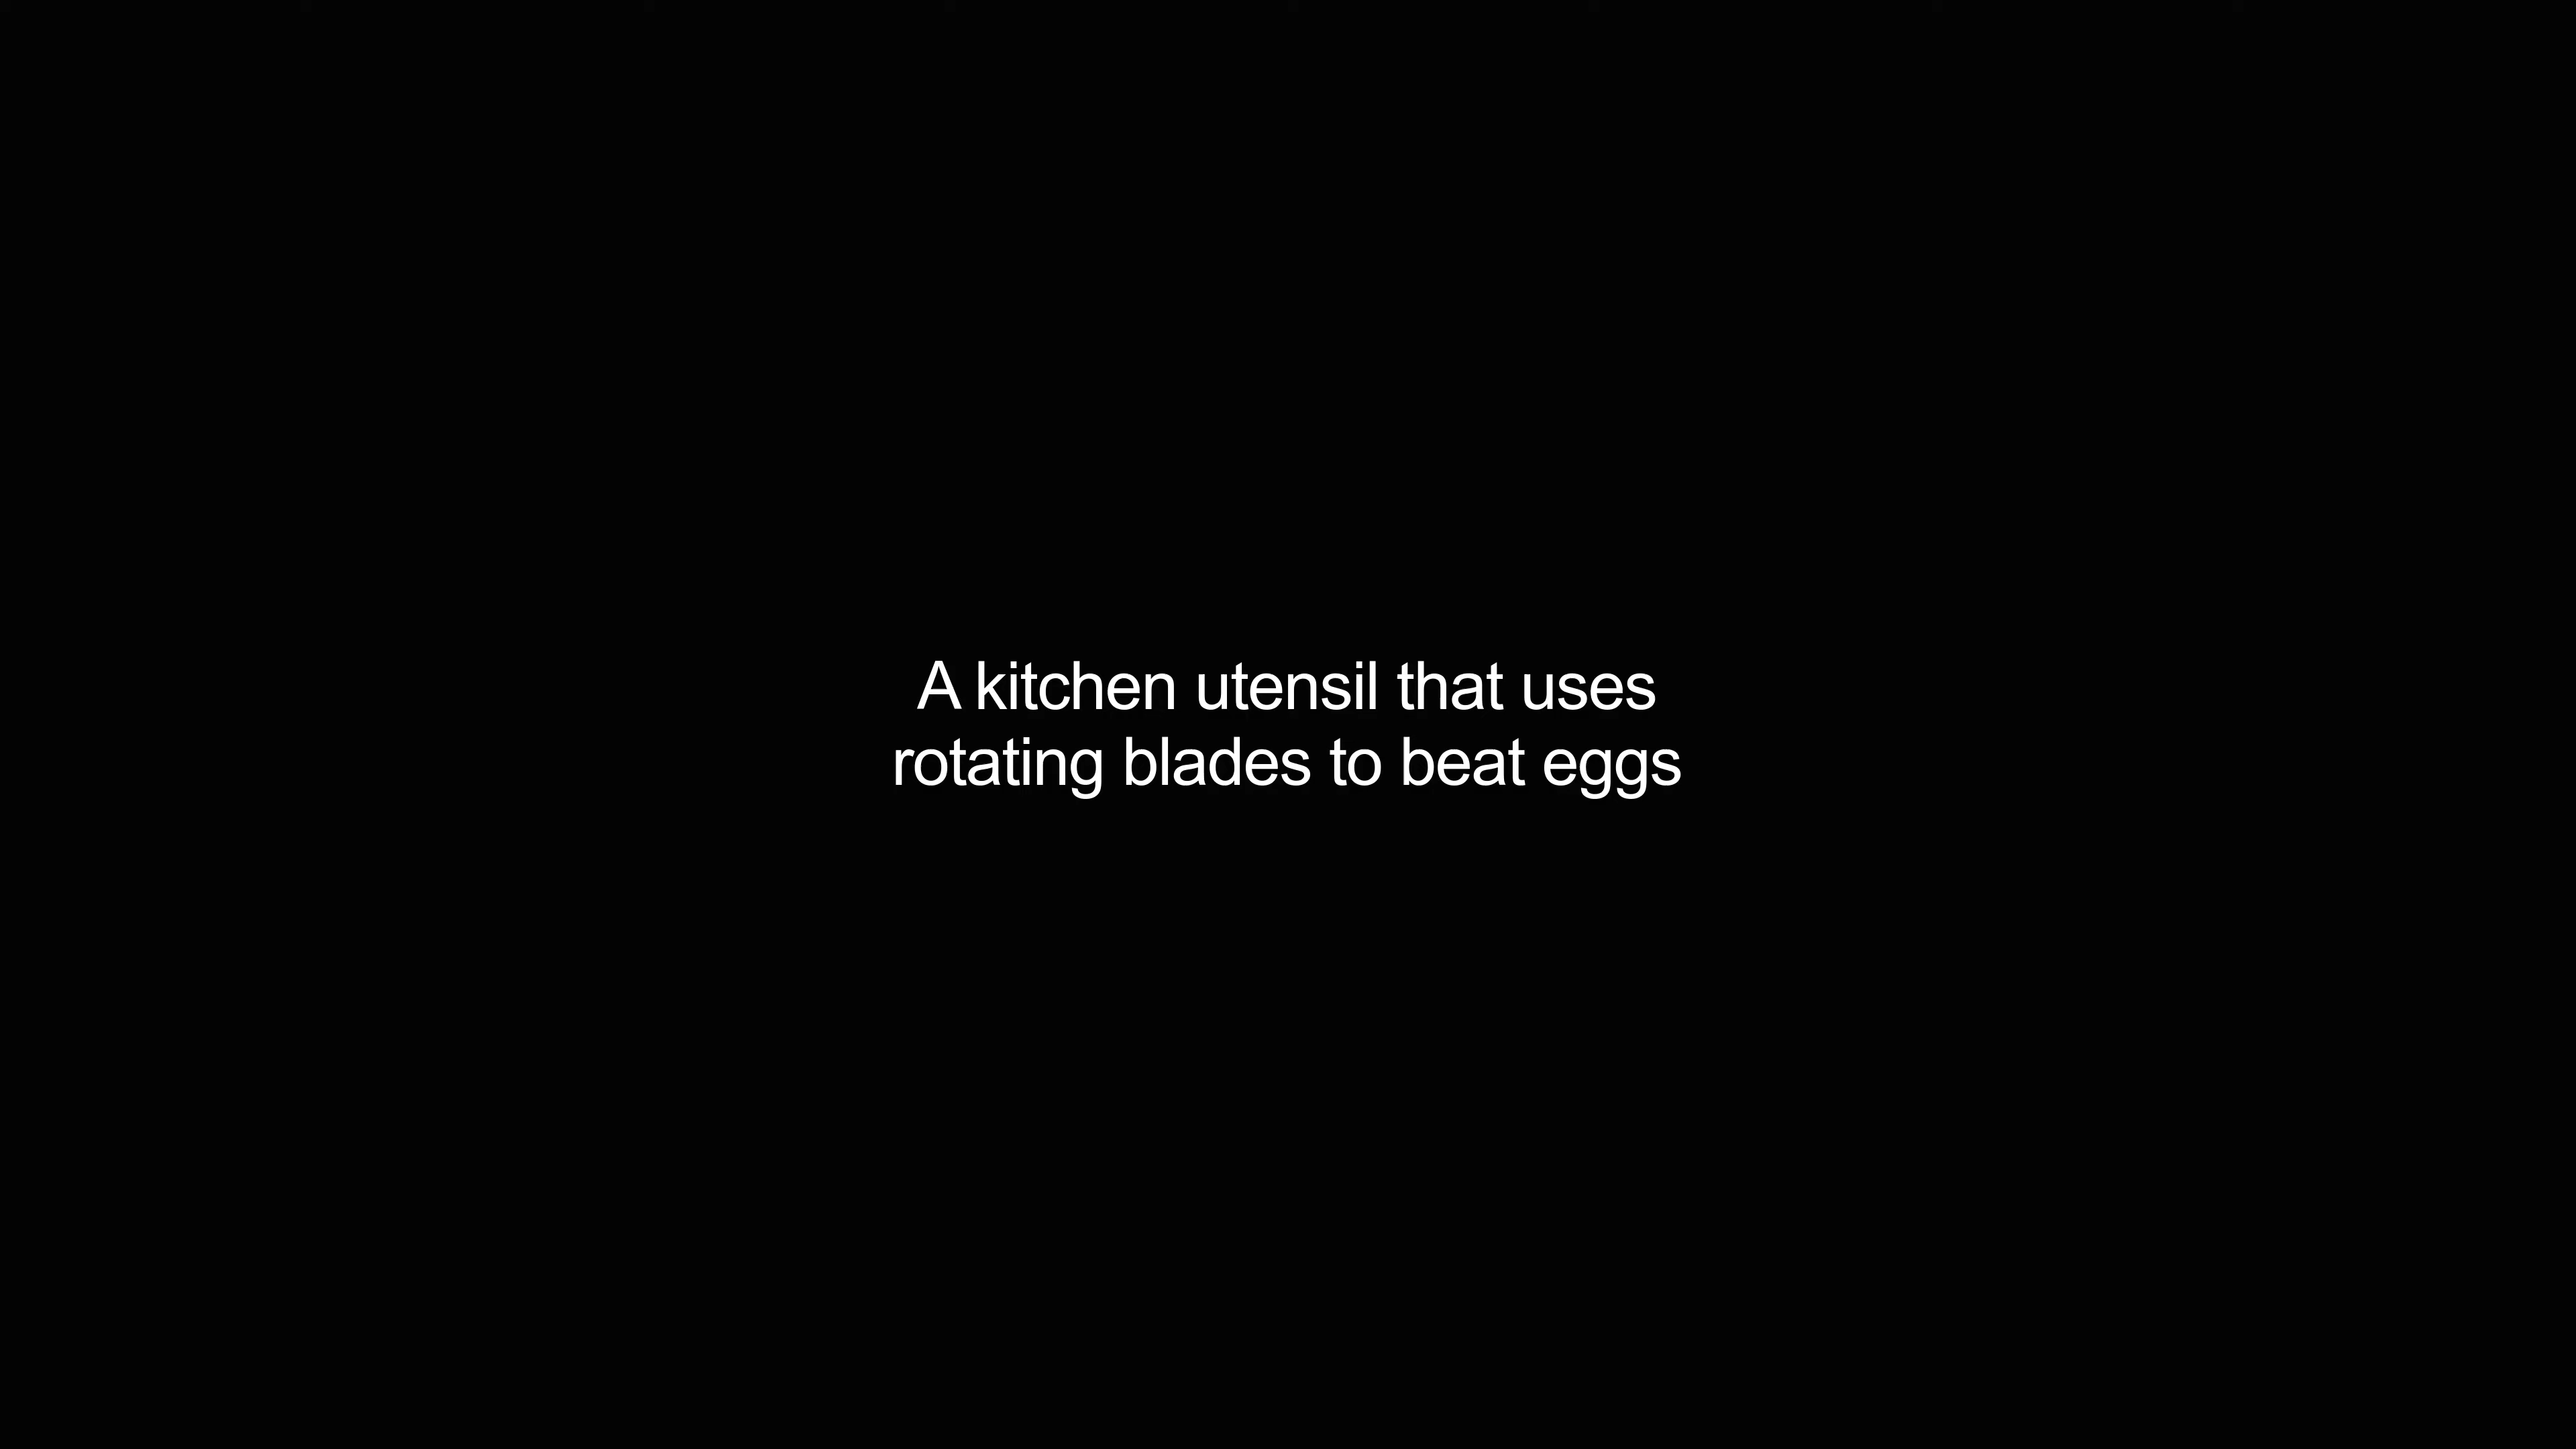 A kitchen utensil that uses
rotating blades to beat eggs